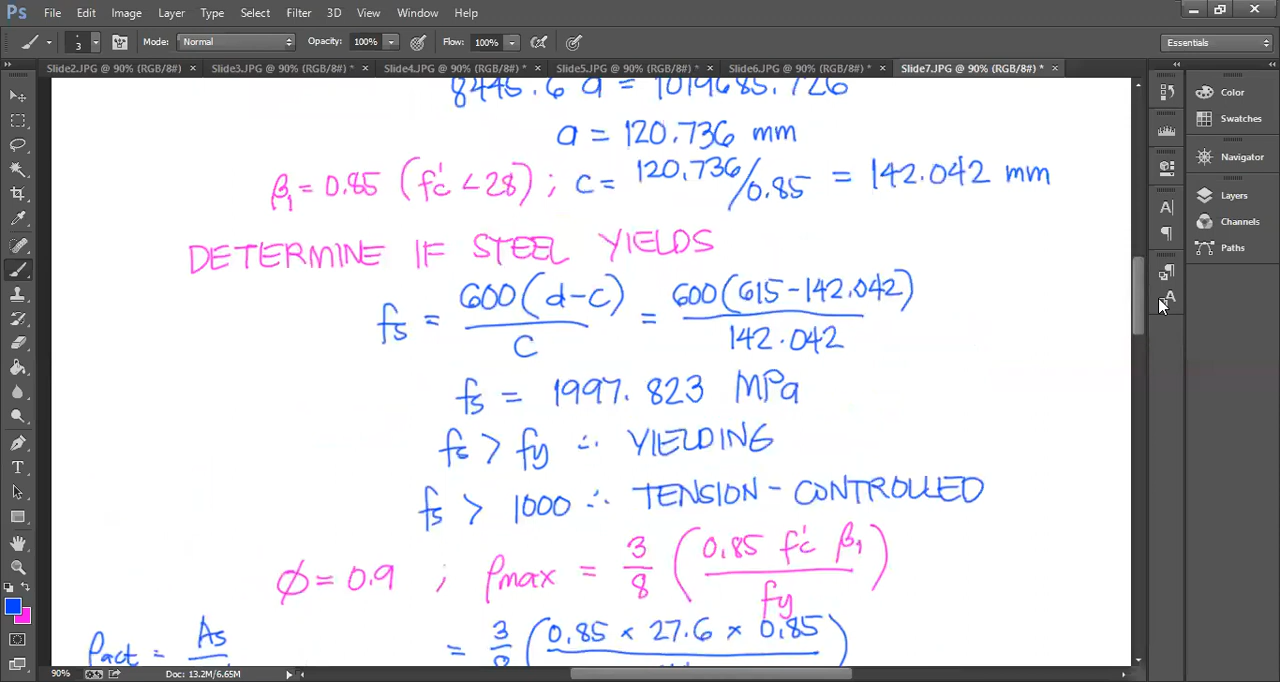 Ps File Edit Image Layer Type Select Filter 3D View Window Help
3 Mode: Normal Opacity: 100% Flow: 100% Essentials
Slide2.JPG @ 90% (RGB/8#) × Slide3.JPG @ 90% (RGB/8#) * × Slide4.JPG @ 90% (RGB/8#) * × Slide5.JPG @ 90% (RGB/8#) * × Slide6.JPG @ 90% (RGB/8#) * × Slide7.JPG @ 90% (RGB/8#) * ×
Color
Swatches
Navigator
Layers
Channels
Paths
8445.6 a = 1019685.726
a = 120.736 mm
β1 = 0.85 (f'c < 28) ; c = 120.736/0.85 = 142.042 mm
DETERMINE IF STEEL YIELDS
fs = 600(d-c)/c = 600(615-142.042)/142.042
fs = 1997.823 MPa
fs > fy ∴ YIELDING
fs > 1000 ∴ TENSION-CONTROLLED
φ = 0.9 ; ρmax = 3/8 (0.85 f'c β1/fy)
ρact = As
= 3/8 (0.85 × 27.6 × 0.85)
90% Doc: 13.2M/6.65M